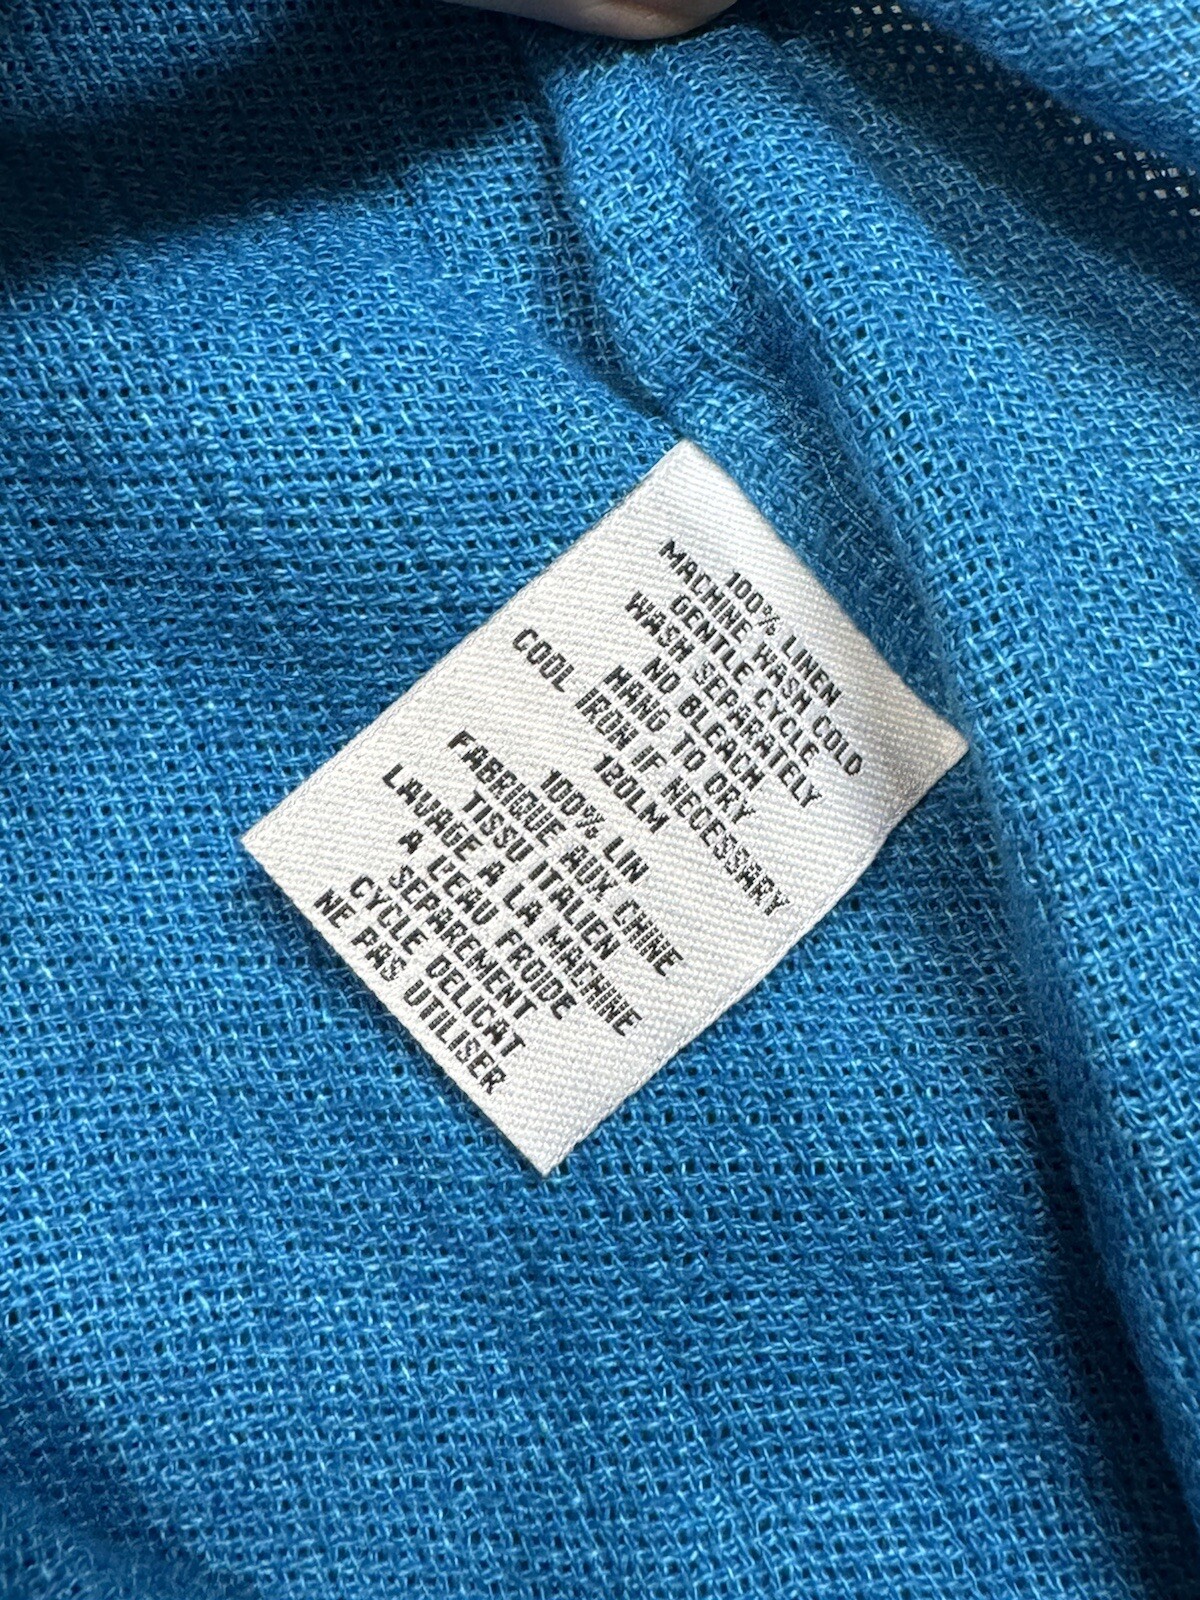 100% LINEN
MACHINE WASH COLD
GENTLE CYCLE
WASH SEPARATELY
NO BLEACH
HANG TO DRY
COOL IRON IF NECESSARY
120LM
100% LIN
FABRIQUE AUX CHINE
TISSU ITALIEN
LAVAGE A LA MACHINE
A L'EAU FROIDE
SEPAREMENT
CYCLE DELICAT
NE PAS UTILISER